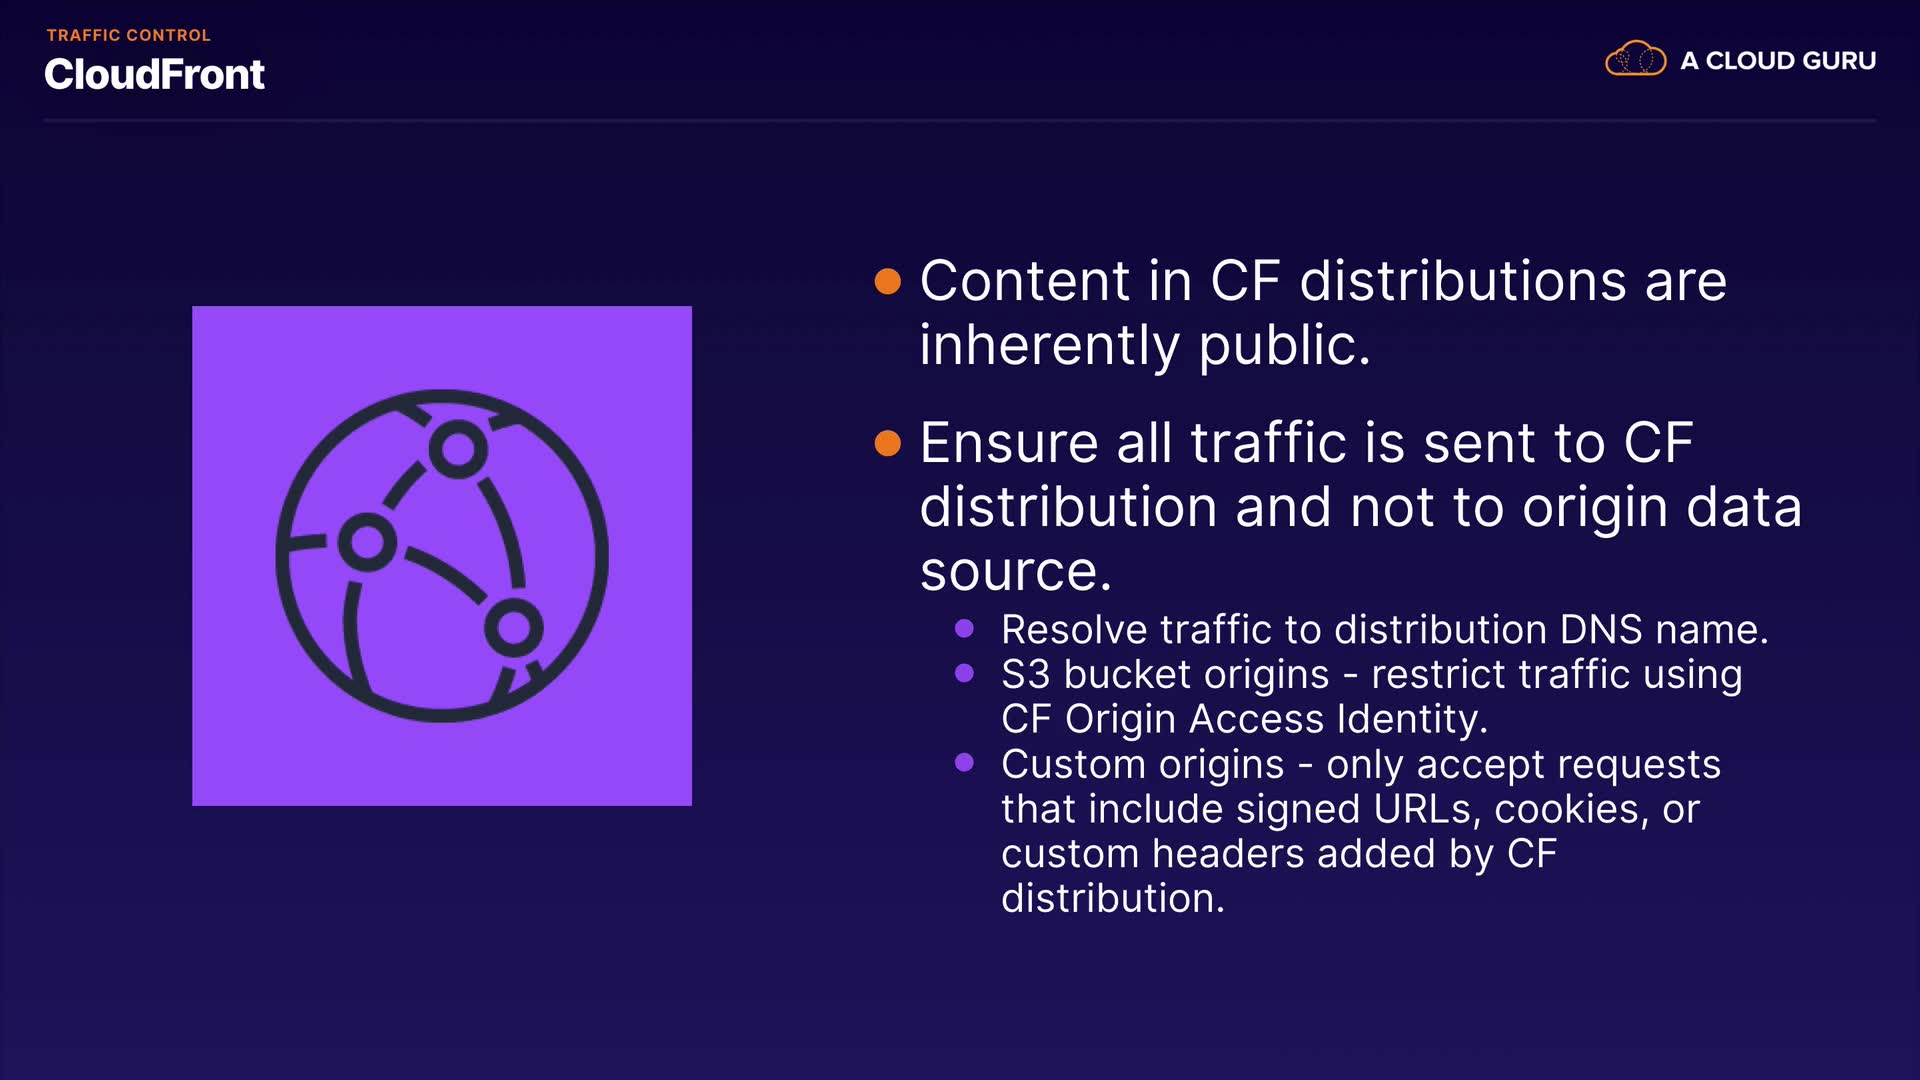 TRAFFIC CONTROL
CloudFront
A CLOUD GURU
Content in CF distributions are
inherently public.
Ensure all traffic is sent to CF
distribution and not to origin data
source.
Resolve traffic to distribution DNS name.
S3 bucket origins - restrict traffic using
CF Origin Access Identity.
Custom origins - only accept requests
that include signed URLs, cookies, or
custom headers added by CF
distribution.